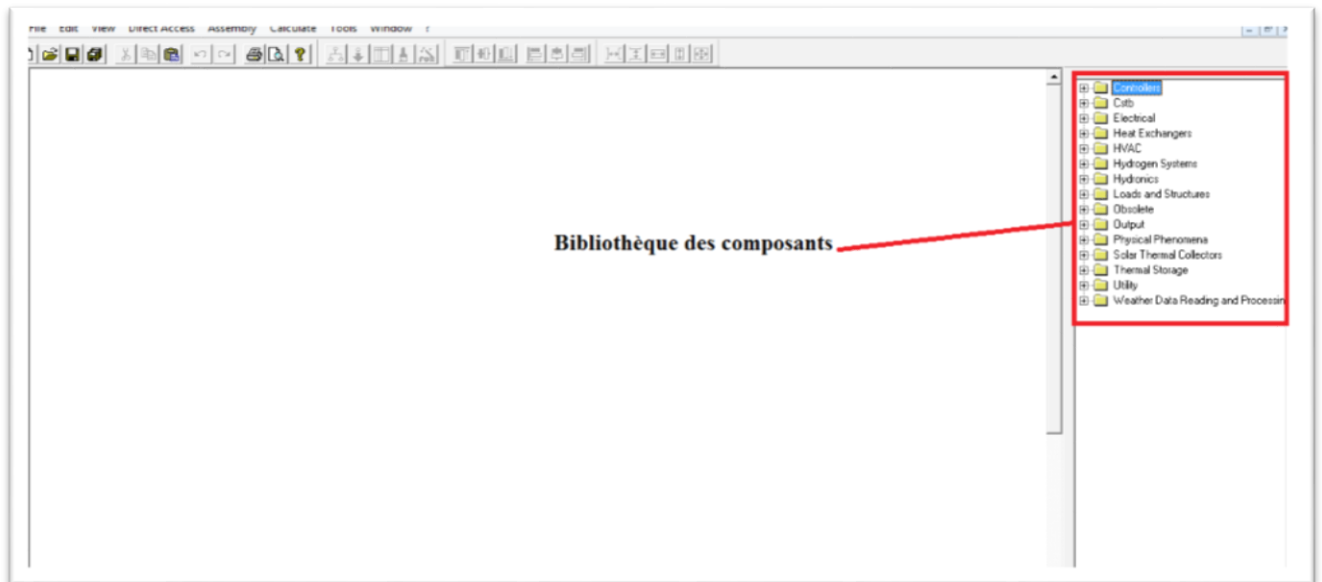 File Edit View Direct Access Assembly Calculate Tools Window ?
Controllers
Cstb
Electrical
Heat Exchangers
HVAC
Hydrogen Systems
Hydronics
Loads and Structures
Obsolete
Output
Physical Phenomena
Solar Thermal Collectors
Thermal Storage
Utility
Weather Data Reading and Processin
Bibliothèque des composants